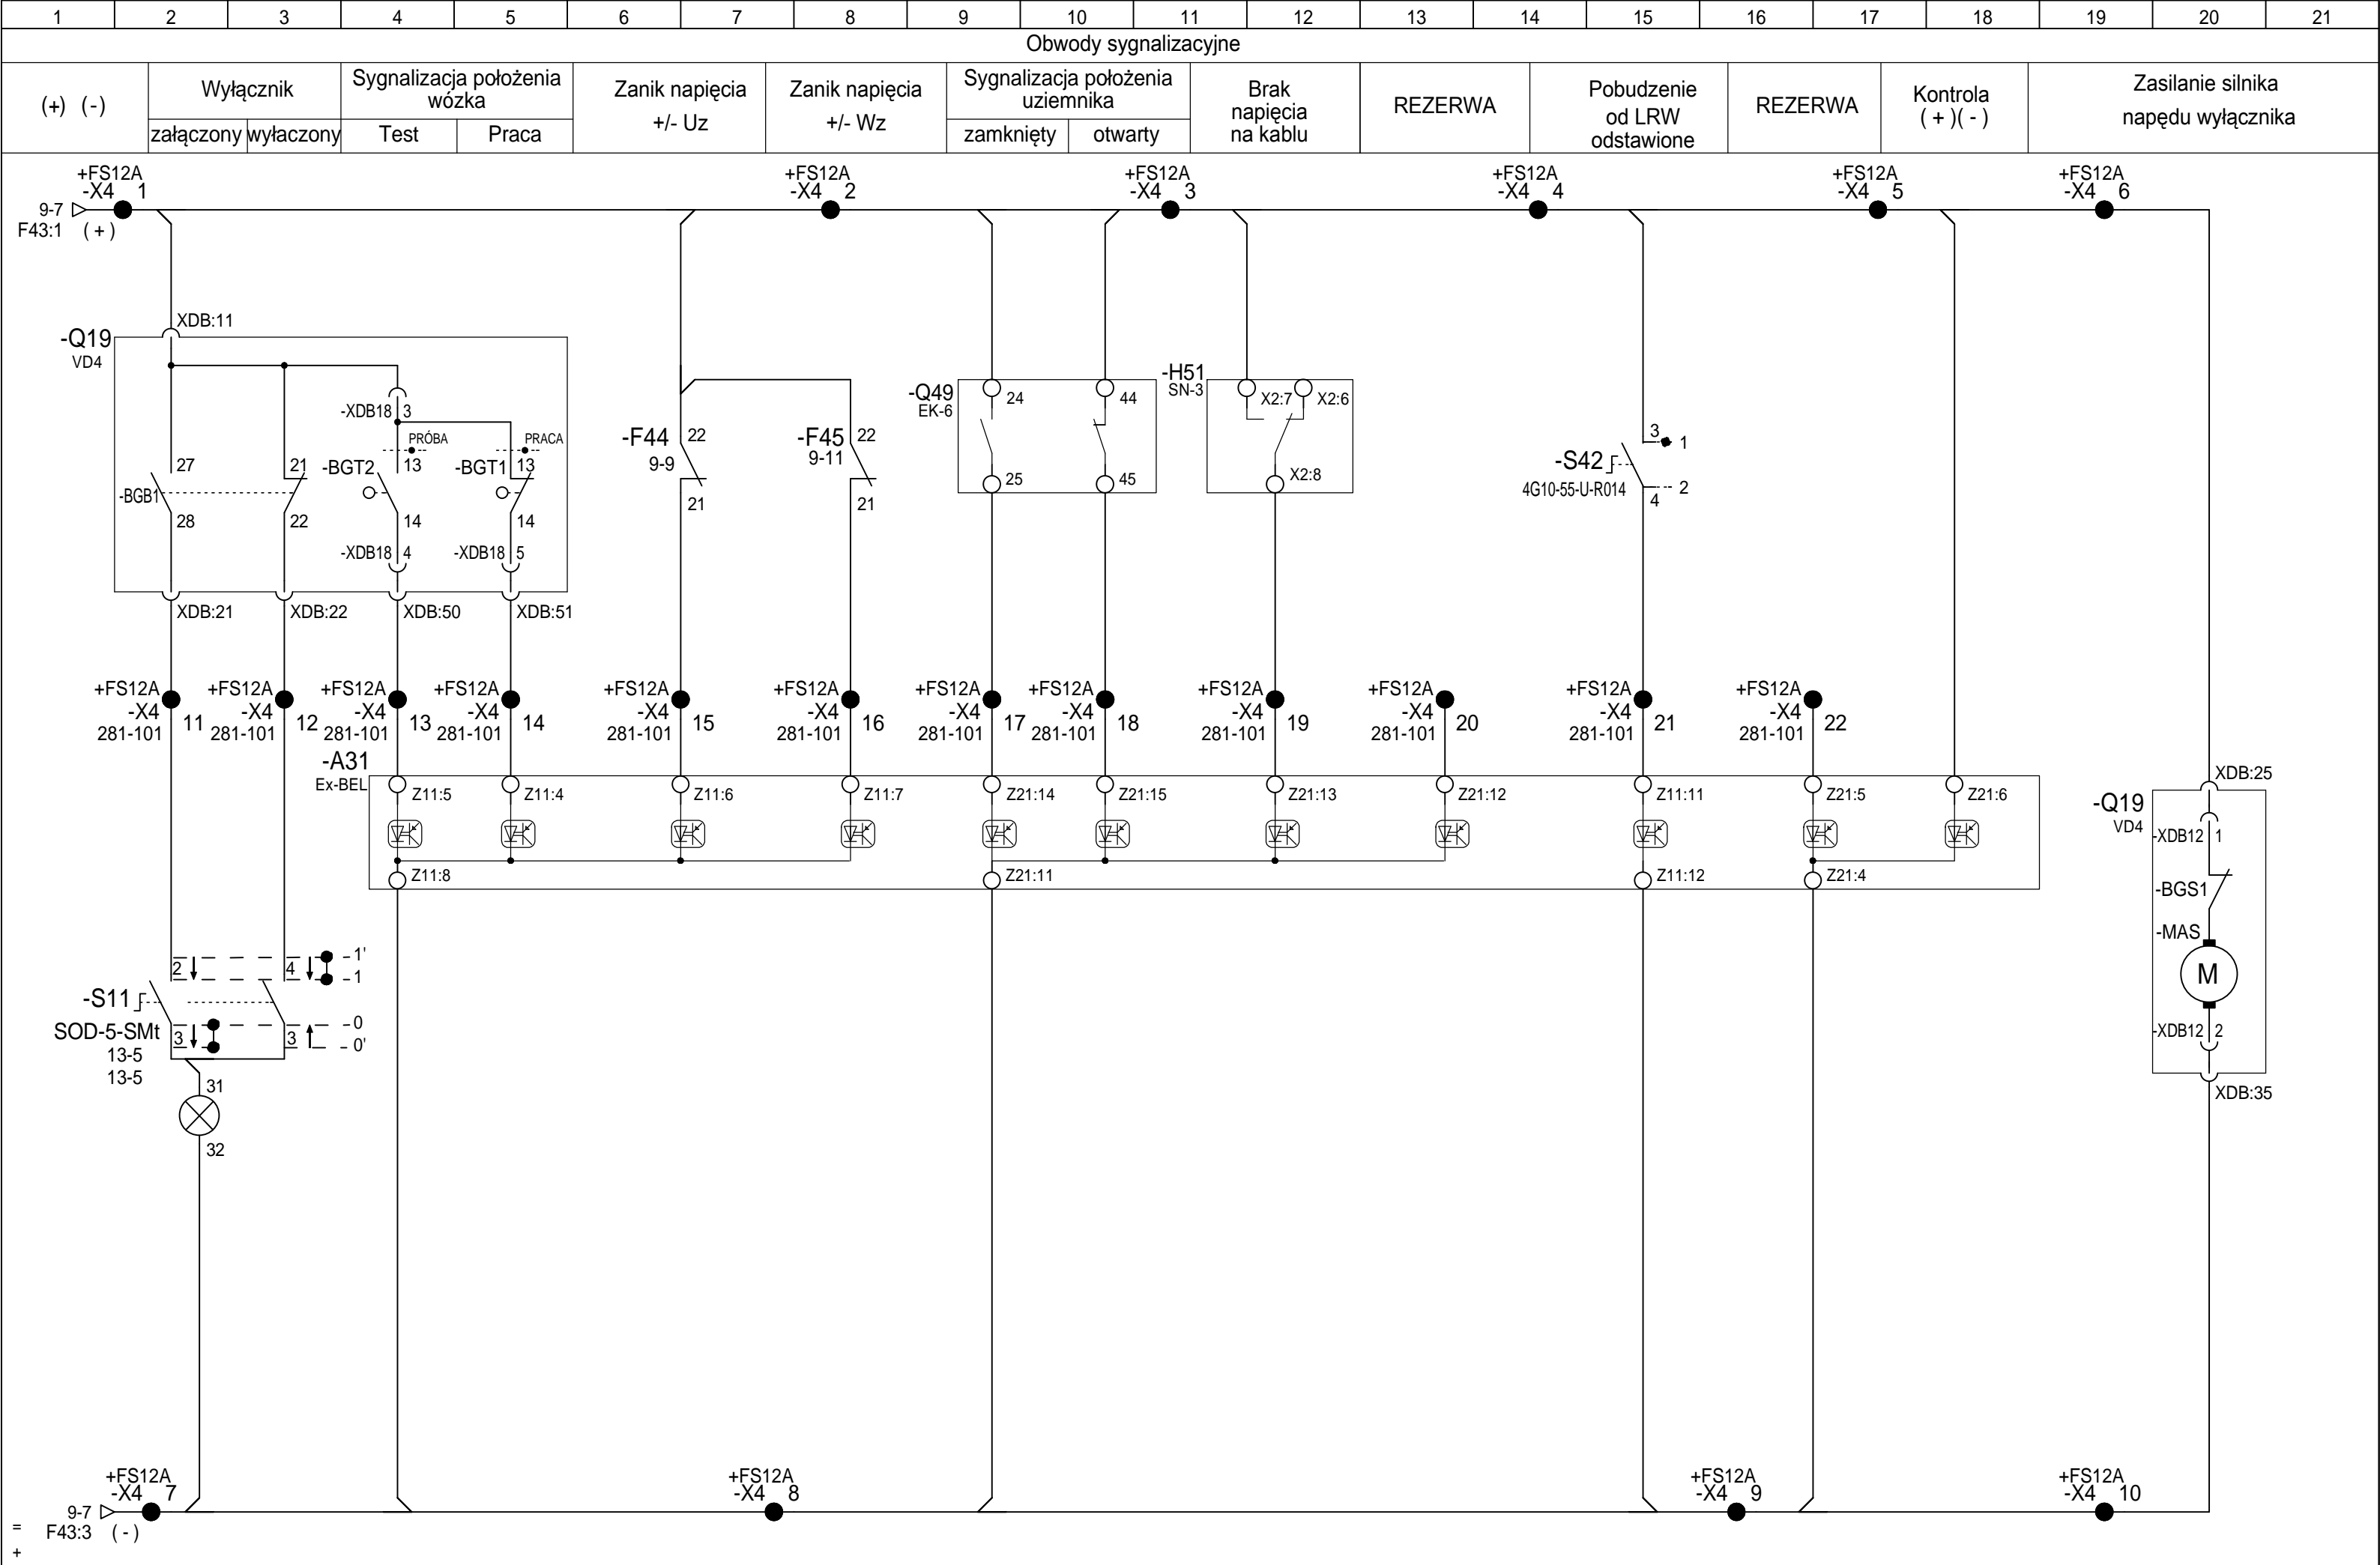 1 2 3 4 5 6 7 8 9 10 11 12 13 14 15 16 17 18 19 20 21
Obwody sygnalizacyjne
(+) (-)
Wyłącznik
załączony wyłaczony
Sygnalizacja położenia
wózka
Test Praca
Zanik napięcia
+/- Uz
Zanik napięcia
+/- Wz
Sygnalizacja położenia
uziemnika
zamknięty otwarty
Brak
napięcia
na kablu
REZERWA
Pobudzenie
od LRW
odstawione
REZERWA
Kontrola
( + )( - )
Zasilanie silnika
napędu wyłącznika
+FS12A
-X4 1
+FS12A
-X4 2
+FS12A
-X4 3
+FS12A
-X4 4
+FS12A
-X4 5
+FS12A
-X4 6
9-7
F43:1 ( + )
XDB:11
-Q19
VD4
-XDB18 3
PRÓBA
PRACA
27
28
-BGB1
21
22
-BGT2
13
14
-BGT1
13
14
-XDB18 4
-XDB18 5
XDB:21
XDB:22
XDB:50
XDB:51
-F44
9-9
22
21
-F45
9-11
22
21
-Q49
EK-6
24
25
44
45
-H51
SN-3
X2:7
X2:6
X2:8
-S42
4G10-55-U-R014
3
1
4
2
+FS12A
-X4
281-101
11
+FS12A
-X4
281-101
12
+FS12A
-X4
281-101
13
+FS12A
-X4
281-101
14
+FS12A
-X4
281-101
15
+FS12A
-X4
281-101
16
+FS12A
-X4
281-101
17
+FS12A
-X4
281-101
18
+FS12A
-X4
281-101
19
+FS12A
-X4
281-101
20
+FS12A
-X4
281-101
21
+FS12A
-X4
281-101
22
-A31
Ex-BEL
Z11:5
Z11:4
Z11:6
Z11:7
Z21:14
Z21:15
Z21:13
Z21:12
Z11:11
Z21:5
Z21:6
Z11:8
Z21:11
Z11:12
Z21:4
XDB:25
-Q19
VD4
-XDB12 1
-BGS1
-MAS
M
-XDB12 2
XDB:35
2
4
1'
1
-S11
SOD-5-SMt
13-5
13-5
3
3
0
0'
31
32
+FS12A
-X4 7
+FS12A
-X4 8
+FS12A
-X4 9
+FS12A
-X4 10
9-7
F43:3 ( - )
=
+